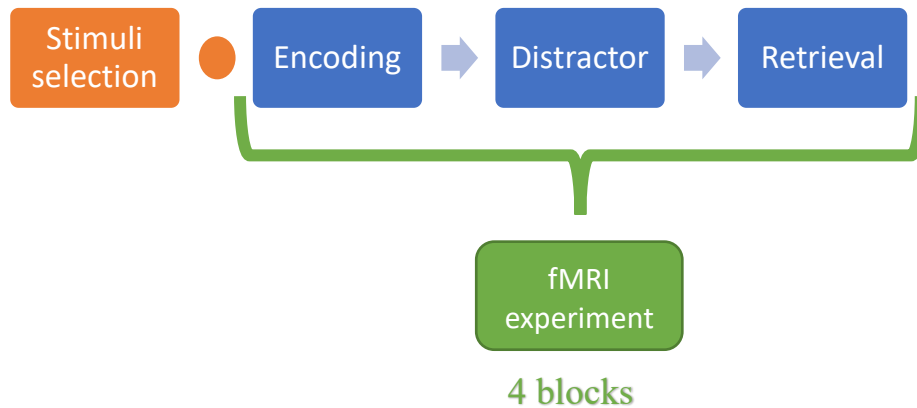 Stimuli
selection
Encoding
Distractor
Retrieval
fMRI
experiment
4 blocks